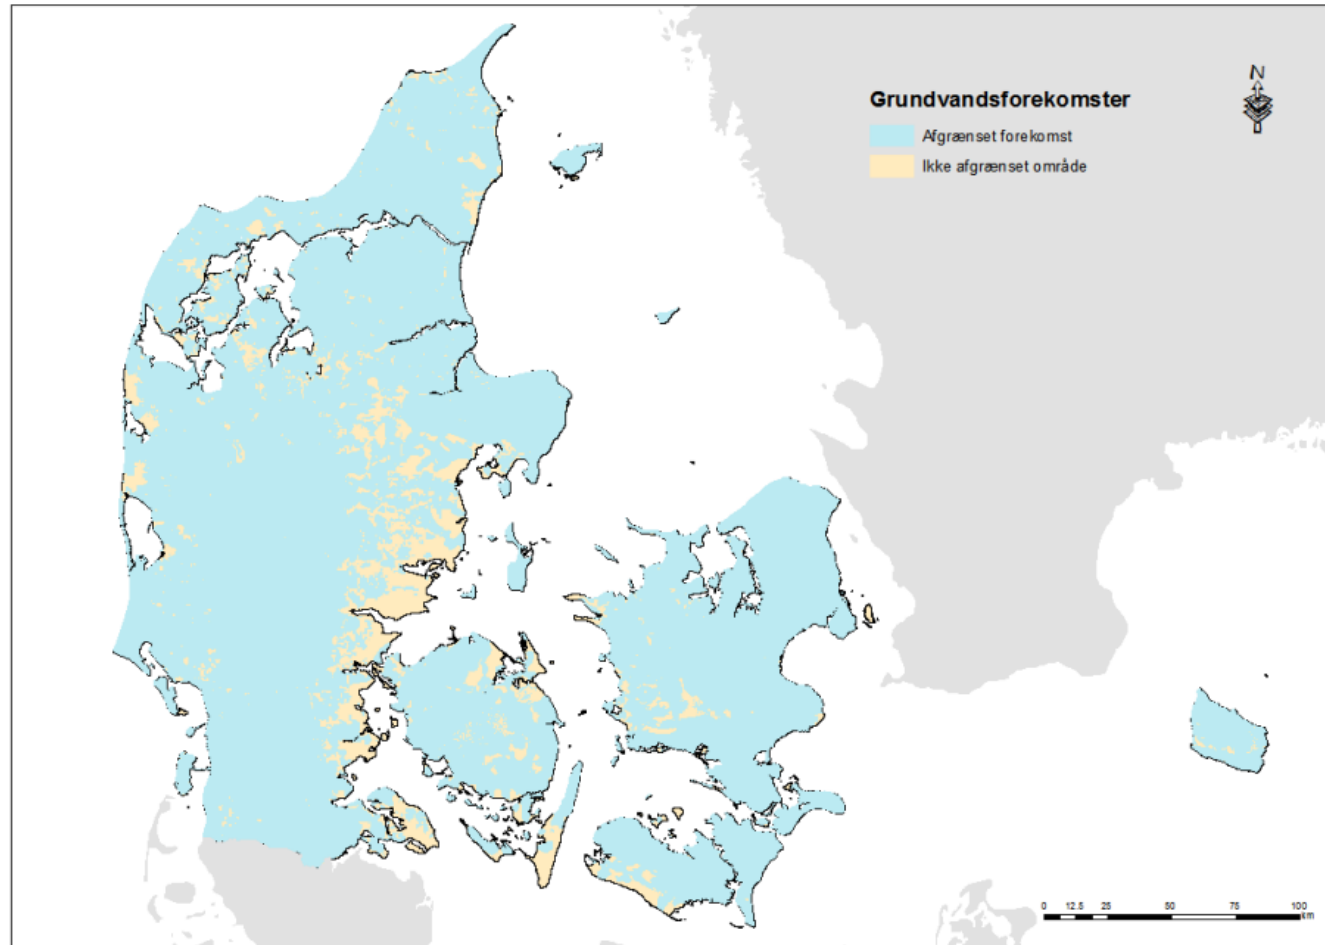 N
Grundvandsforekomster
Afgrænset forekomst
Ikke afgrænset område
0 12.5 25 50 75 100
km